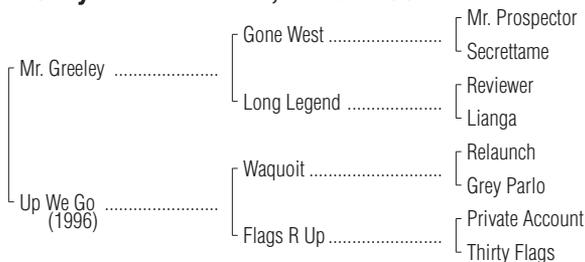 Mr. Prospector
Gone West
Secrettame
Mr. Greeley
Reviewer
Long Legend
Lianga
Relaunch
Waquoit
Grey Parlo
Up We Go
(1996)
Private Account
Flags R Up
Thirty Flags